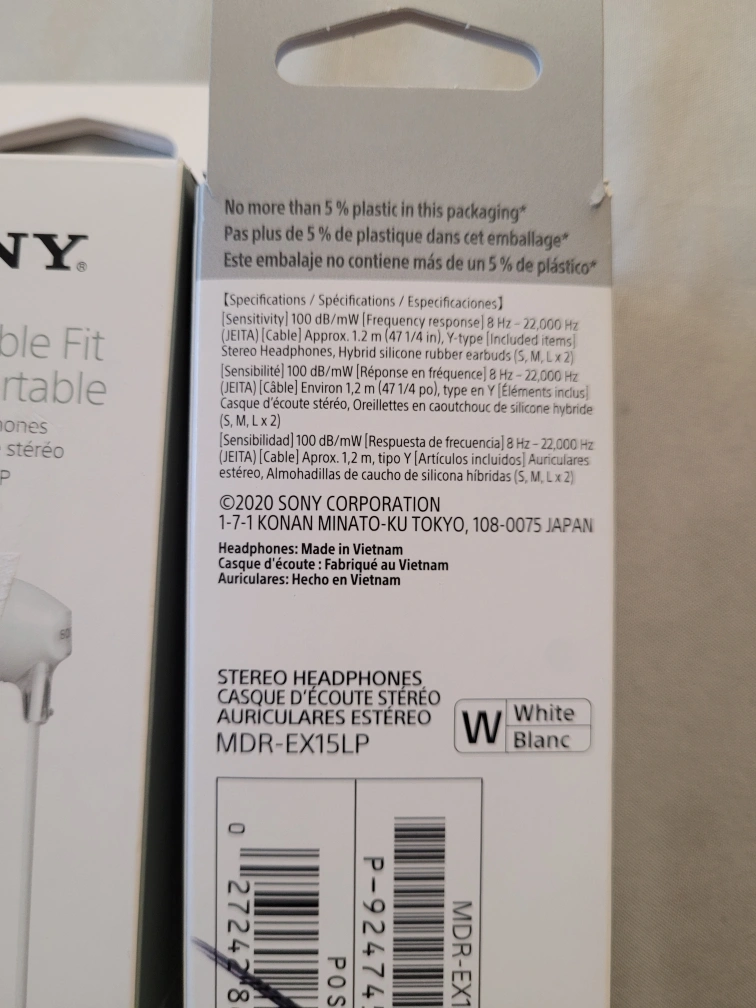 No more than 5 % plastic in this packaging*
Pas plus de 5 % de plastique dans cet emballage*
Este embalaje no contiene más de un 5 % de plástico*
[Specifications / Spécifications / Especificaciones]
[Sensitivity] 100 dB/mW [Frequency response] 8 Hz – 22,000 Hz
(JEITA) [Cable] Approx. 1.2 m (47 1/4 in), Y-type [Included items]
Stereo Headphones, Hybrid silicone rubber earbuds (S, M, L x 2)
[Sensibilité] 100 dB/mW [Réponse en fréquence] 8 Hz – 22,000 Hz
(JEITA) [Câble] Environ 1,2 m (47 1/4 po), type en Y [Éléments inclus]
Casque d'écoute stéréo, Oreillettes en caoutchouc de silicone hybride
(S, M, L x 2)
[Sensibilidad] 100 dB/mW [Respuesta de frecuencia] 8 Hz – 22,000 Hz
(JEITA) [Cable] Aprox. 1,2 m, tipo Y [Artículos incluidos] Auriculares
estéreo, Almohadillas de caucho de silicona híbridas (S, M, L x 2)
©2020 SONY CORPORATION
1-7-1 KONAN MINATO-KU TOKYO, 108-0075 JAPAN
Headphones: Made in Vietnam
Casque d'écoute : Fabriqué au Vietnam
Auriculares: Hecho en Vietnam
STEREO HEADPHONES
CASQUE D'ÉCOUTE STÉRÉO
AURICULARES ESTÉREO
MDR-EX15LP
W White
Blanc
0 27242 8
POS
P-92474
MDR-EX1
NY®
ble Fit
rtable
ones
stéréo
P